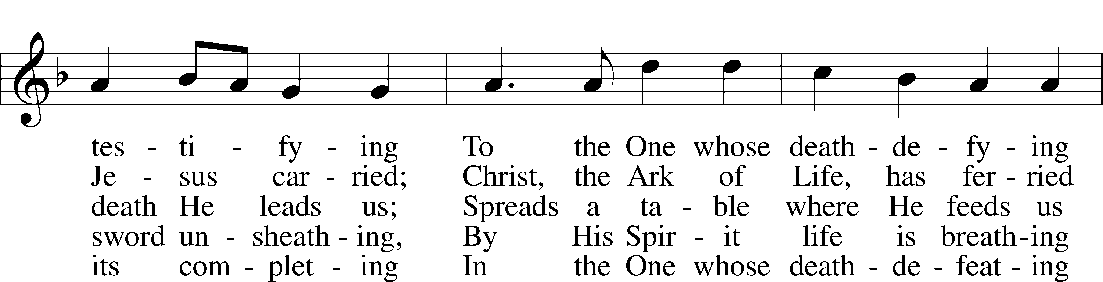 tes - ti - fy - ing To the One whose death - de - fy - ing
Je - sus car - ried; Christ, the Ark of Life, has fer - ried
death He leads us; Spreads a ta - ble where He feeds us
sword un - sheath - ing, By His Spir - it life is breath - ing
its com - plet - ing In the One whose death - de - feat - ing